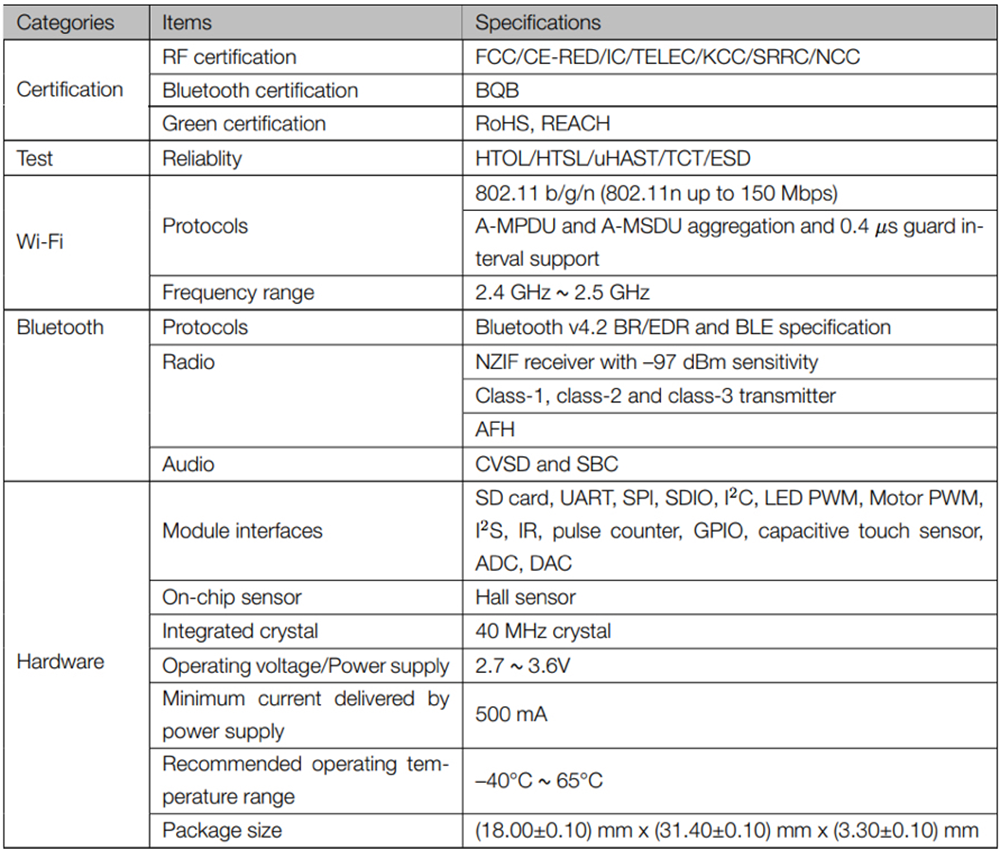 Categories Items Specifications
Certification
RF certification FCC/CE-RED/IC/TELEC/KCC/SRRC/NCC
Bluetooth certification BQB
Green certification RoHS, REACH
Test Reliablity HTOL/HTSL/uHAST/TCT/ESD
Wi-Fi
Protocols
802.11 b/g/n (802.11n up to 150 Mbps)
A-MPDU and A-MSDU aggregation and 0.4 µs guard in-
terval support
Frequency range 2.4 GHz ~ 2.5 GHz
Bluetooth Protocols Bluetooth v4.2 BR/EDR and BLE specification
Radio NZIF receiver with –97 dBm sensitivity
Class-1, class-2 and class-3 transmitter
AFH
Audio CVSD and SBC
Hardware
Module interfaces
SD card, UART, SPI, SDIO, I²C, LED PWM, Motor PWM,
I²S, IR, pulse counter, GPIO, capacitive touch sensor,
ADC, DAC
On-chip sensor Hall sensor
Integrated crystal 40 MHz crystal
Operating voltage/Power supply 2.7 ~ 3.6V
Minimum current delivered by
power supply
500 mA
Recommended operating tem-
perature range
–40°C ~ 65°C
Package size (18.00±0.10) mm x (31.40±0.10) mm x (3.30±0.10) mm